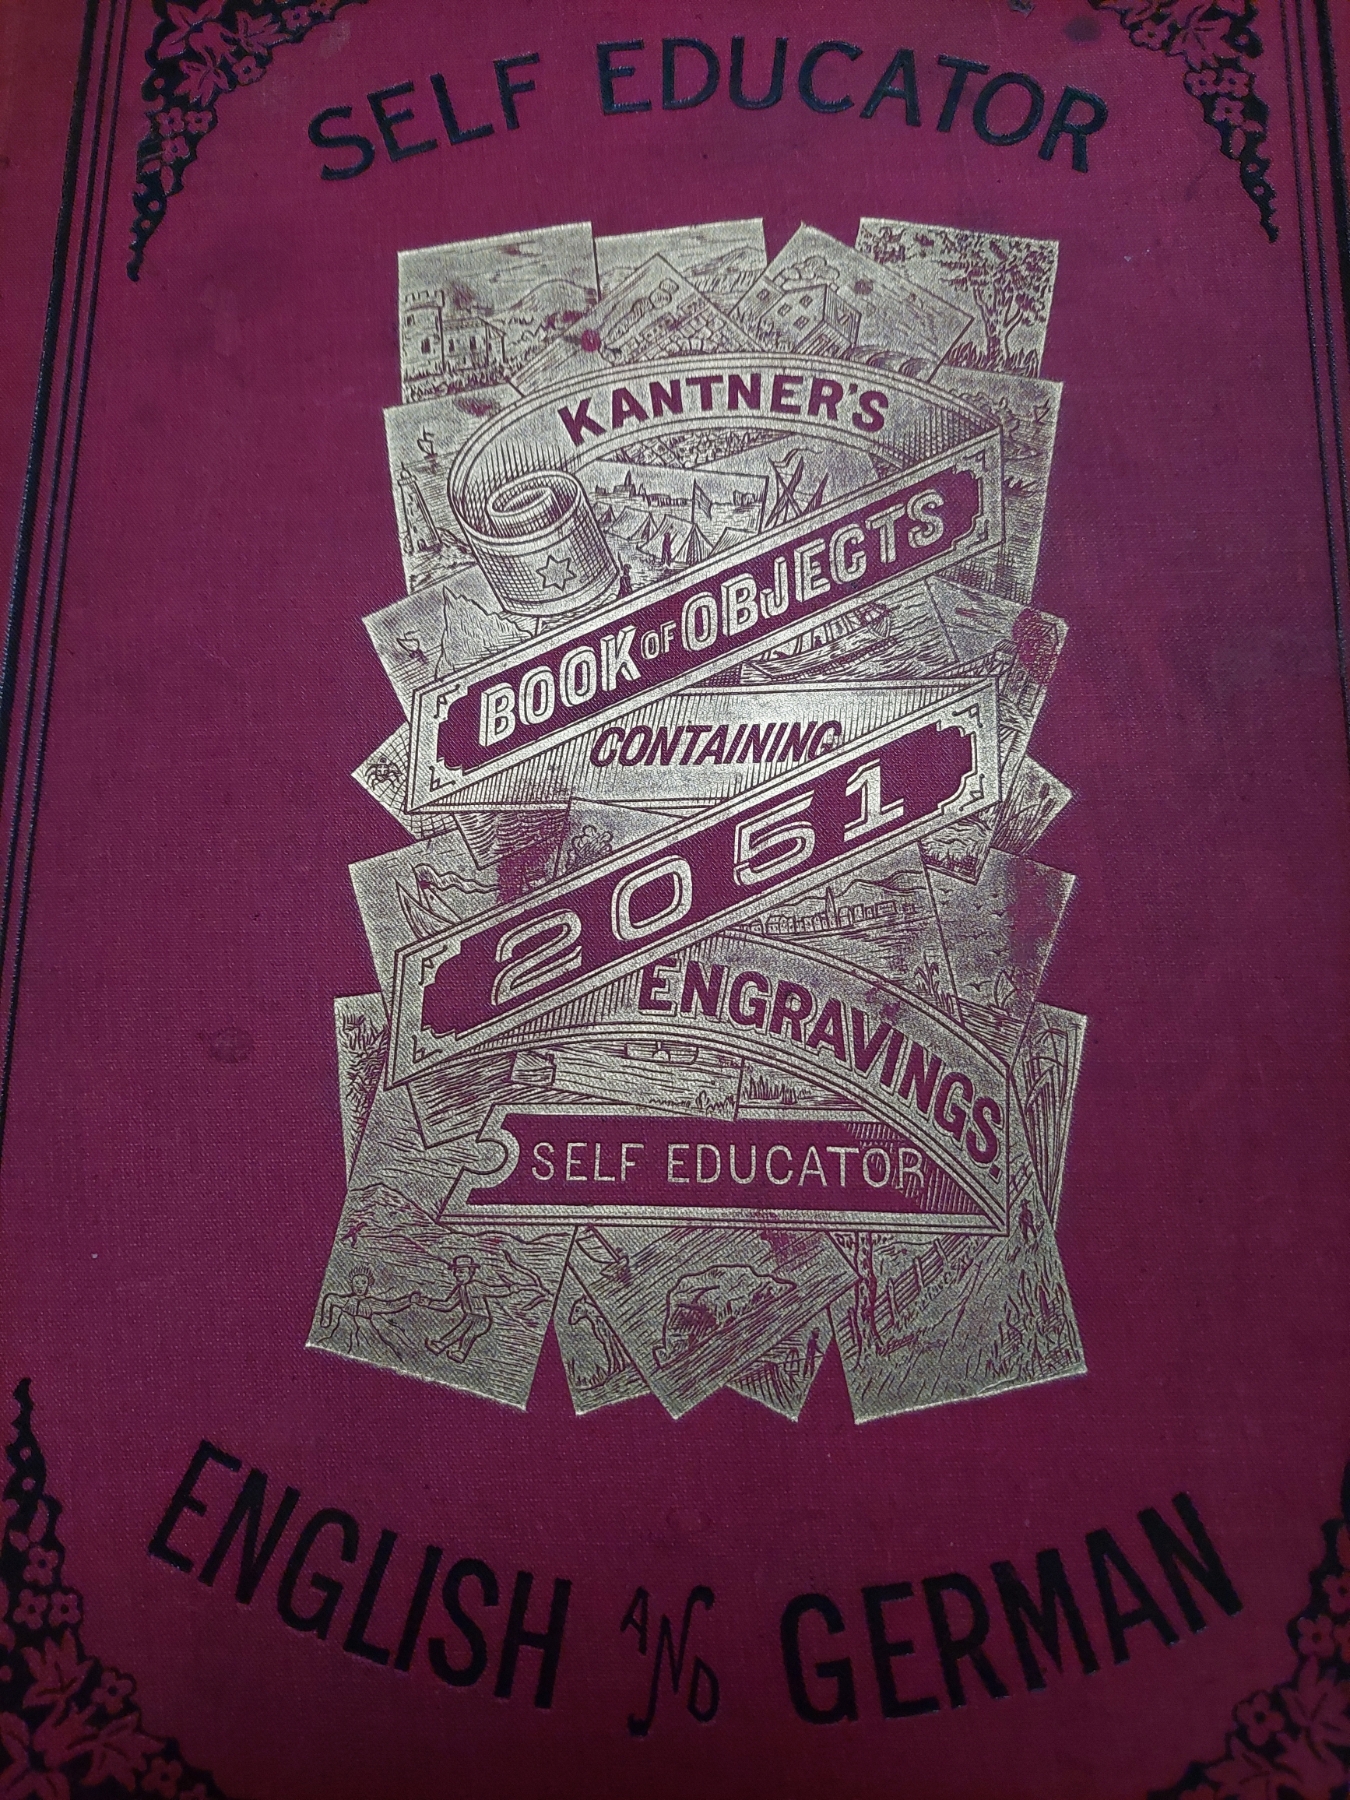 SELF EDUCATOR
KANTNER'S
BOOK OF OBJECTS
CONTAINING
2051
ENGRAVINGS.
SELF EDUCATOR
ENGLISH AND GERMAN